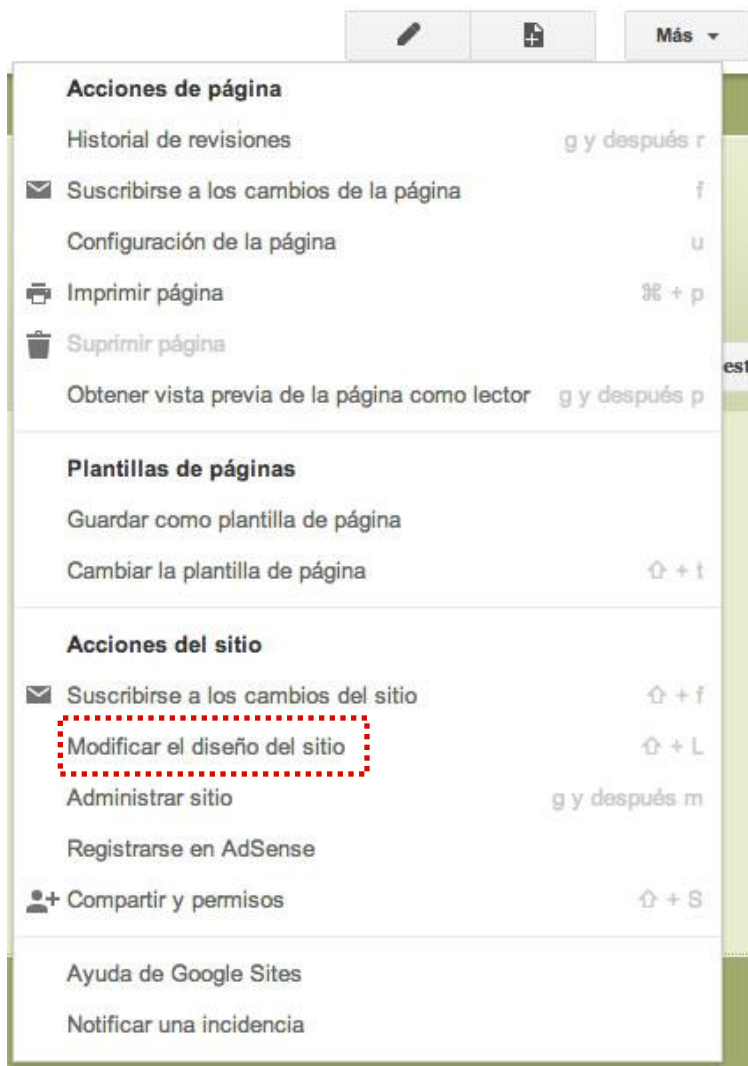 Más
Acciones de página
Historial de revisiones g y después r
Suscribirse a los cambios de la página f
Configuración de la página u
Imprimir página ⌘ + p
Suprimir página
est
Obtener vista previa de la página como lector g y después p
Plantillas de páginas
Guardar como plantilla de página
Cambiar la plantilla de página ⇧ + t
Acciones del sitio
Suscribirse a los cambios del sitio ⇧ + f
Modificar el diseño del sitio ⇧ + L
Administrar sitio g y después m
Registrarse en AdSense
Compartir y permisos ⇧ + S
Ayuda de Google Sites
Notificar una incidencia